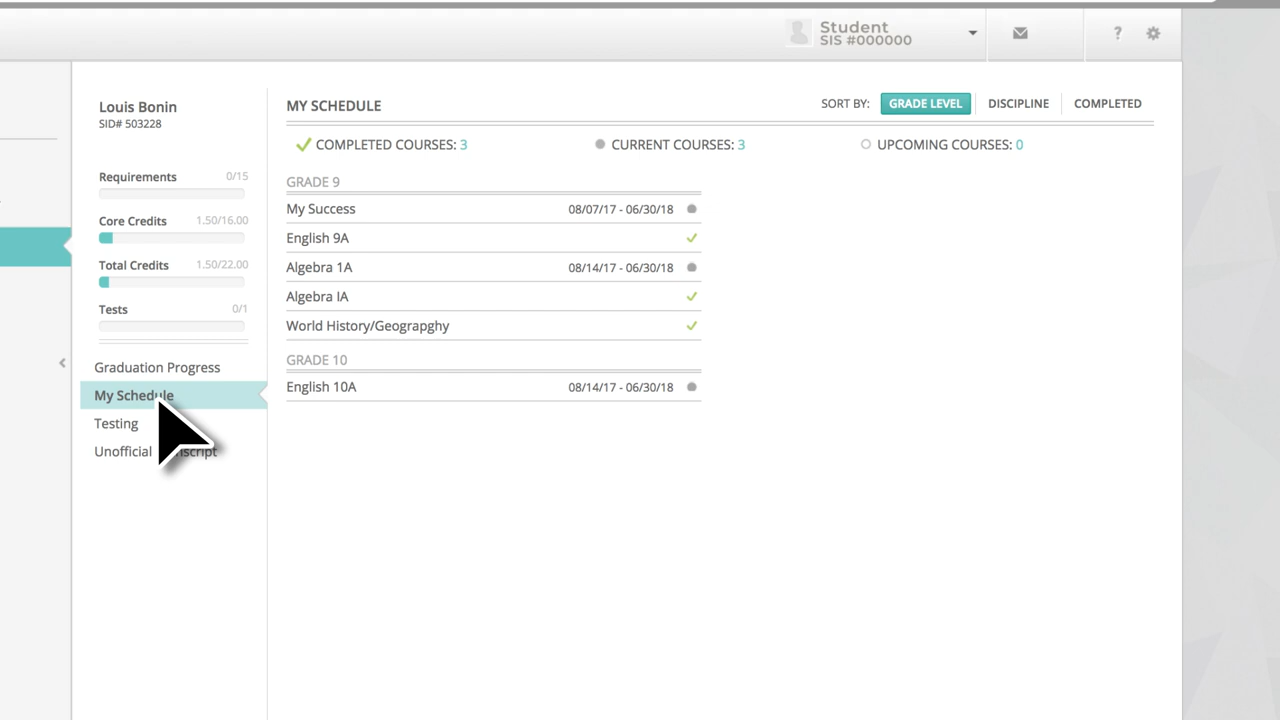 Student
SIS #000000
?
Louis Bonin
SID# 503228
Requirements 0/15
Core Credits 1.50/16.00
Total Credits 1.50/22.00
Tests 0/1
Graduation Progress
My Schedule
Testing
Unofficial
MY SCHEDULE
SORT BY: GRADE LEVEL DISCIPLINE COMPLETED
COMPLETED COURSES: 3 CURRENT COURSES: 3 UPCOMING COURSES: 0
GRADE 9
My Success 08/07/17 - 06/30/18
English 9A
Algebra 1A 08/14/17 - 06/30/18
Algebra IA
World History/Geograpghy
GRADE 10
English 10A 08/14/17 - 06/30/18